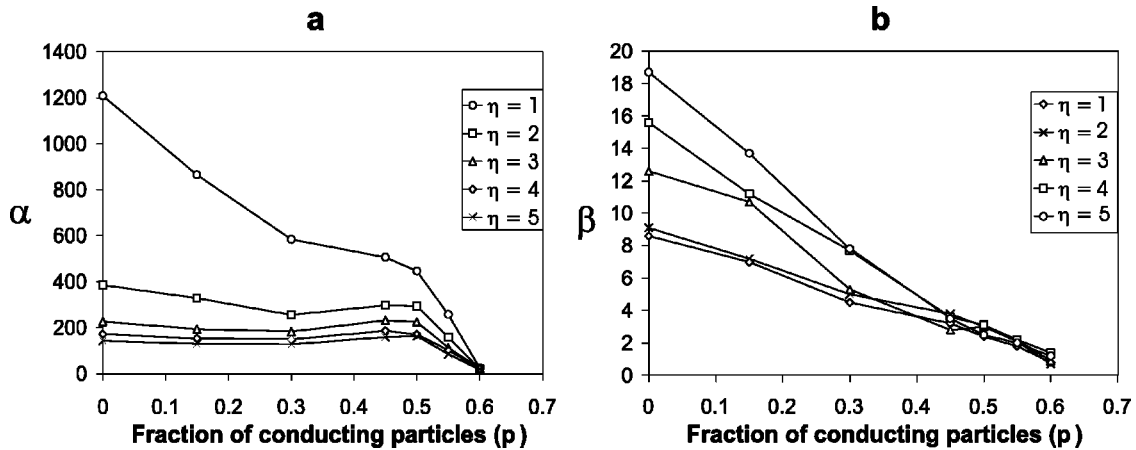 a
1400
1200
1000
800
600
400
200
0
α
η = 1
η = 2
η = 3
η = 4
η = 5
0 0.1 0.2 0.3 0.4 0.5 0.6 0.7
Fraction of conducting particles (p)
b
20
18
16
14
12
10
8
6
4
2
0
β
η = 1
η = 2
η = 3
η = 4
η = 5
0 0.1 0.2 0.3 0.4 0.5 0.6 0.7
Fraction of conducting particles (p)